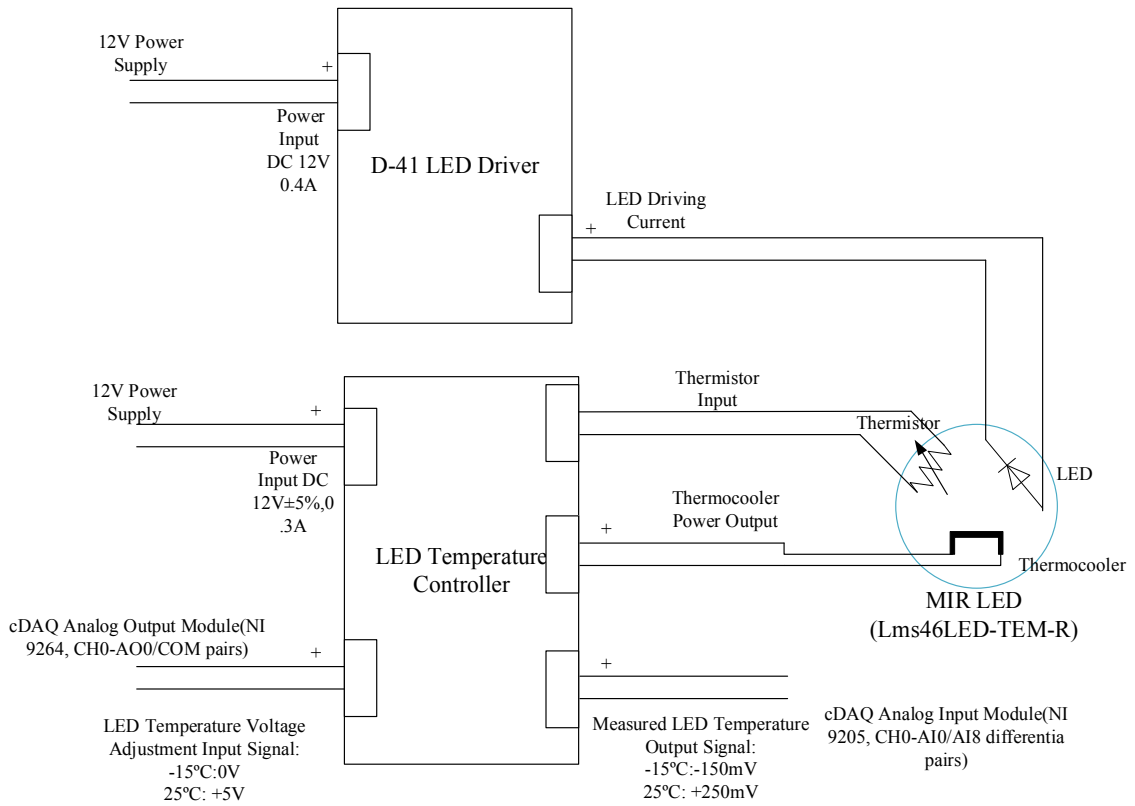 12V Power
Supply
+
Power
Input
DC 12V
0.4A
D-41 LED Driver
LED Driving
Current
+
12V Power
Supply
+
Power
Input DC
12V±5%,0
.3A
LED Temperature
Controller
Thermistor
Input
Thermistor
LED
Thermocooler
Power Output
+
Thermocooler
MIR LED
(Lms46LED-TEM-R)
cDAQ Analog Output Module(NI
9264, CH0-AO0/COM pairs)
+
LED Temperature Voltage
Adjustment Input Signal:
-15ºC:0V
25ºC: +5V
+
Measured LED Temperature
Output Signal:
-15ºC:-150mV
25ºC: +250mV
cDAQ Analog Input Module(NI
9205, CH0-AI0/AI8 differentia
pairs)